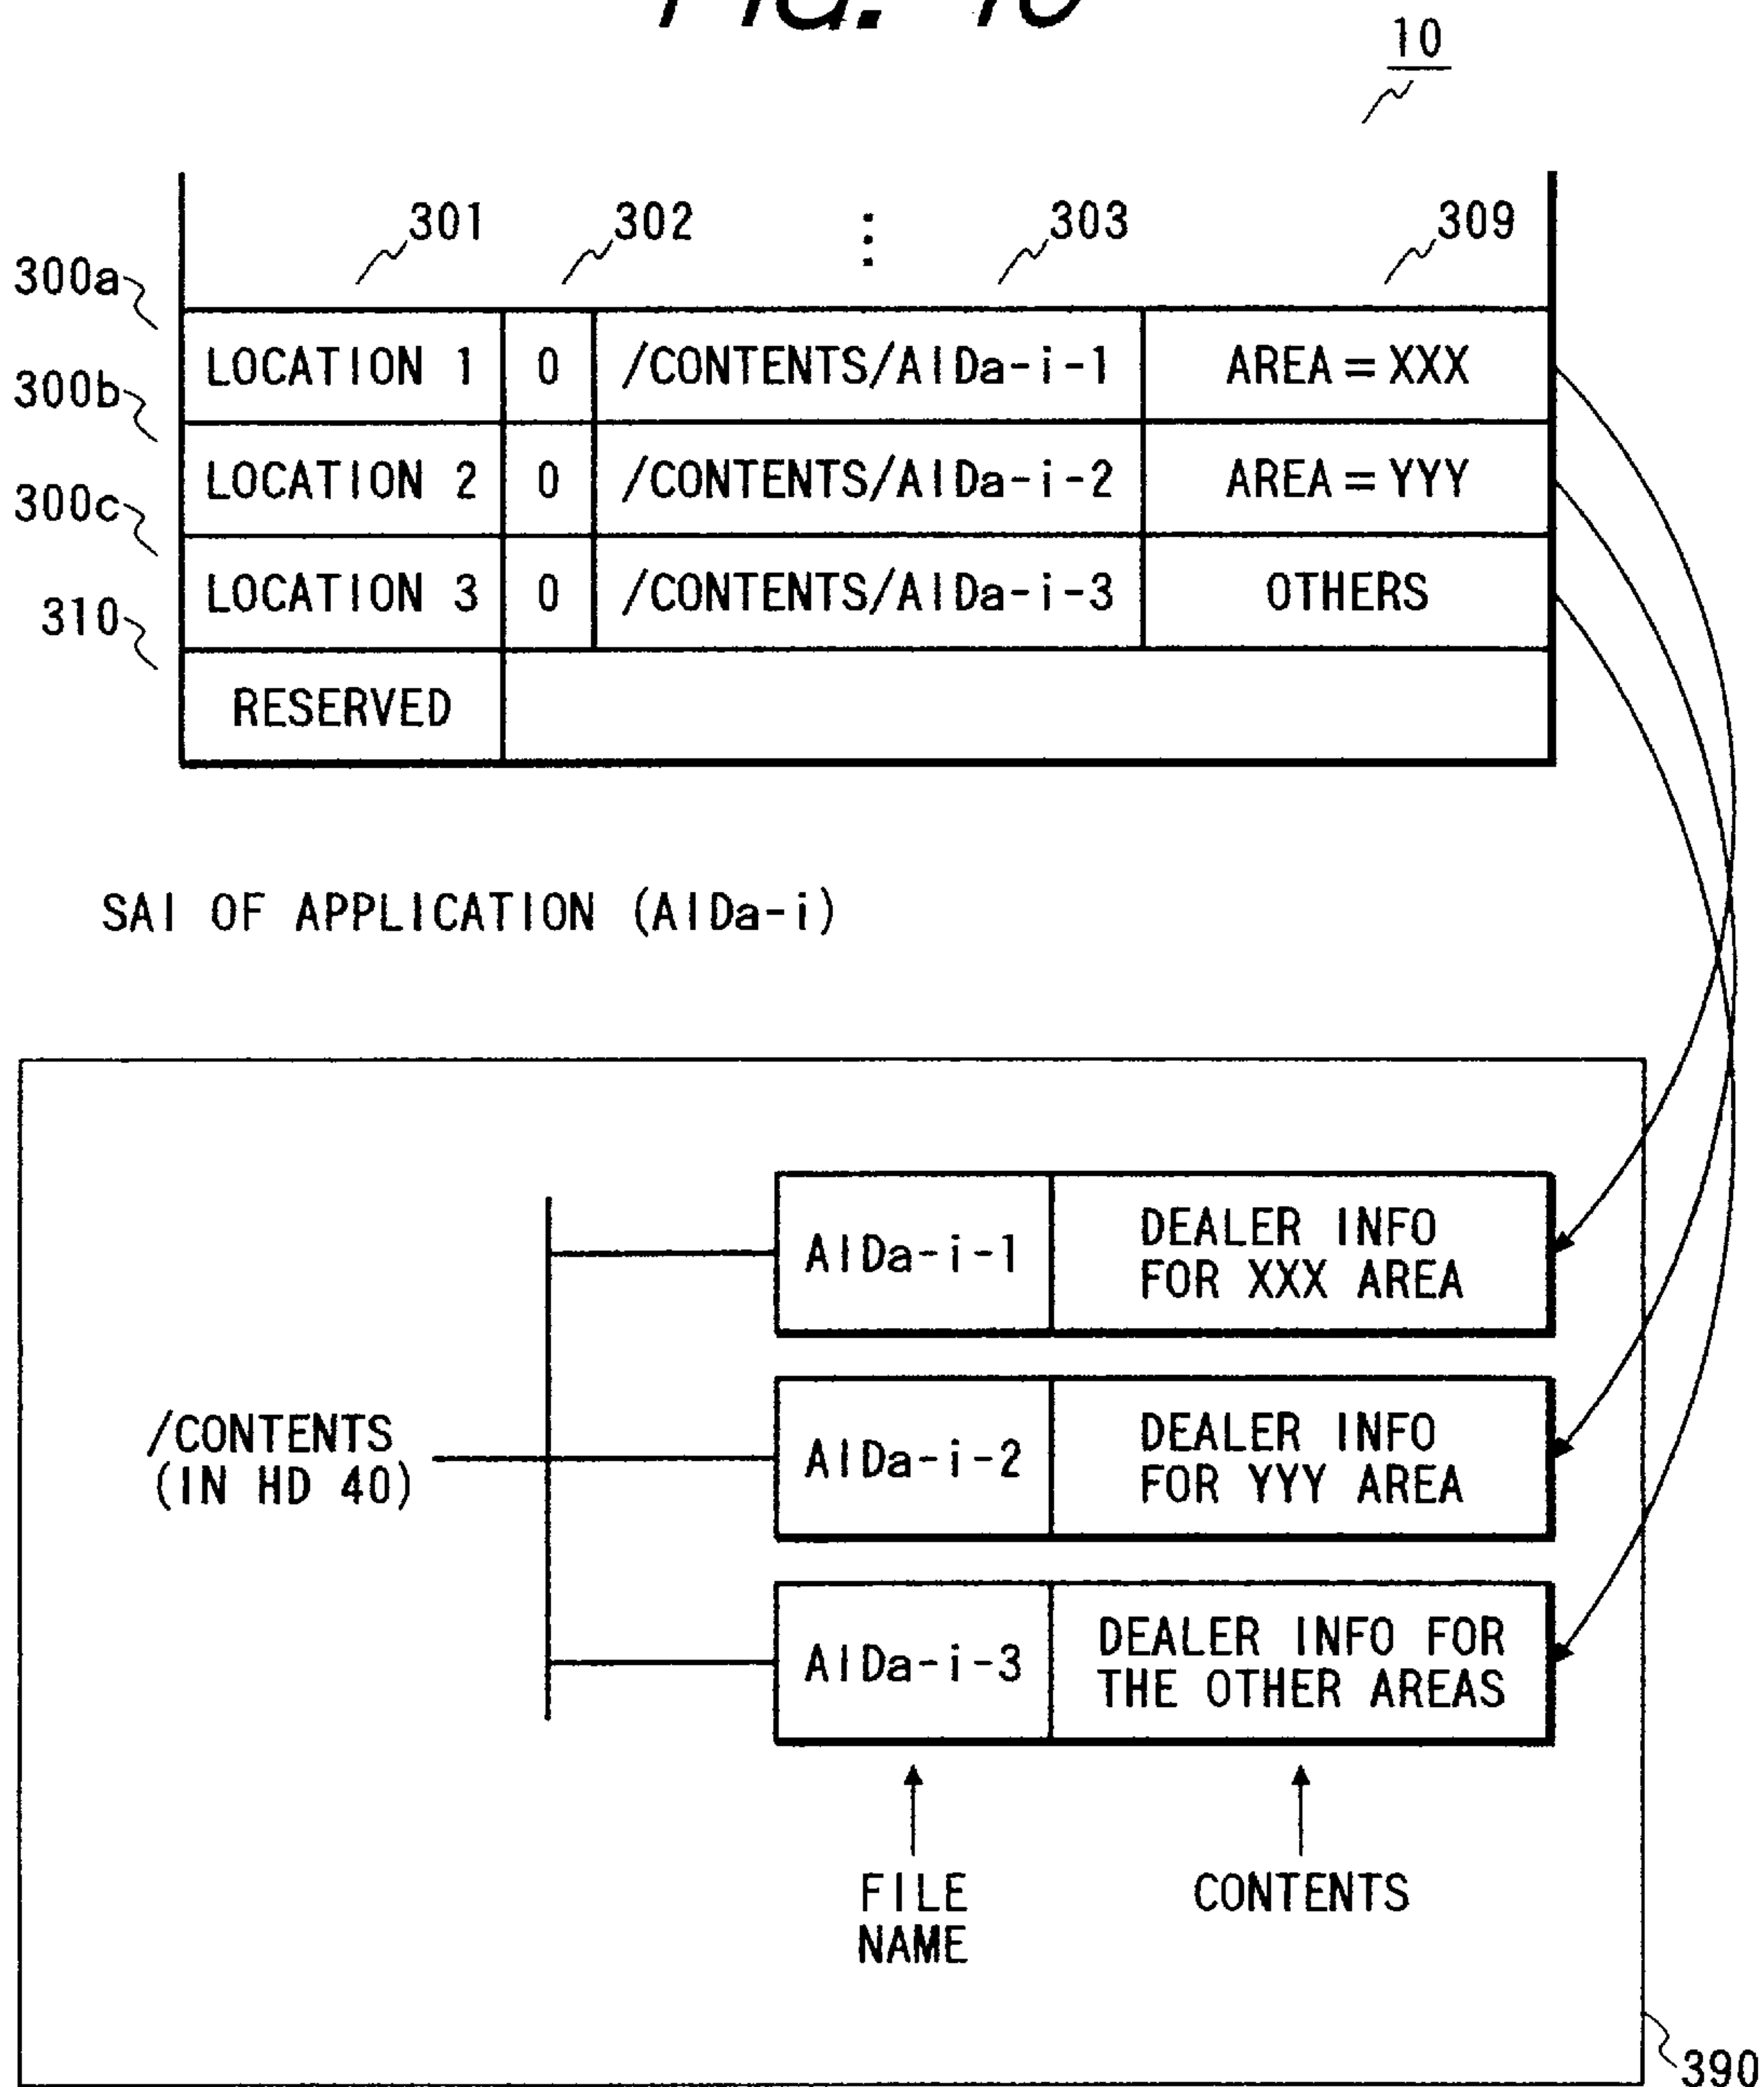 FIG.
10
301 302 303 309
300a
LOCATION 1 0 /CONTENTS/AIDa-i-1 AREA=XXX
300b
LOCATION 2 0 /CONTENTS/AIDa-i-2 AREA=YYY
300c
LOCATION 3 0 /CONTENTS/AIDa-i-3 OTHERS
310
RESERVED
SAI OF APPLICATION (AIDa-i)
AIDa-i-1
DEALER INFO
FOR XXX AREA
/CONTENTS
(IN HD 40)
AIDa-i-2
DEALER INFO
FOR YYY AREA
AIDa-i-3
DEALER INFO FOR
THE OTHER AREAS
FILE
NAME
CONTENTS
390